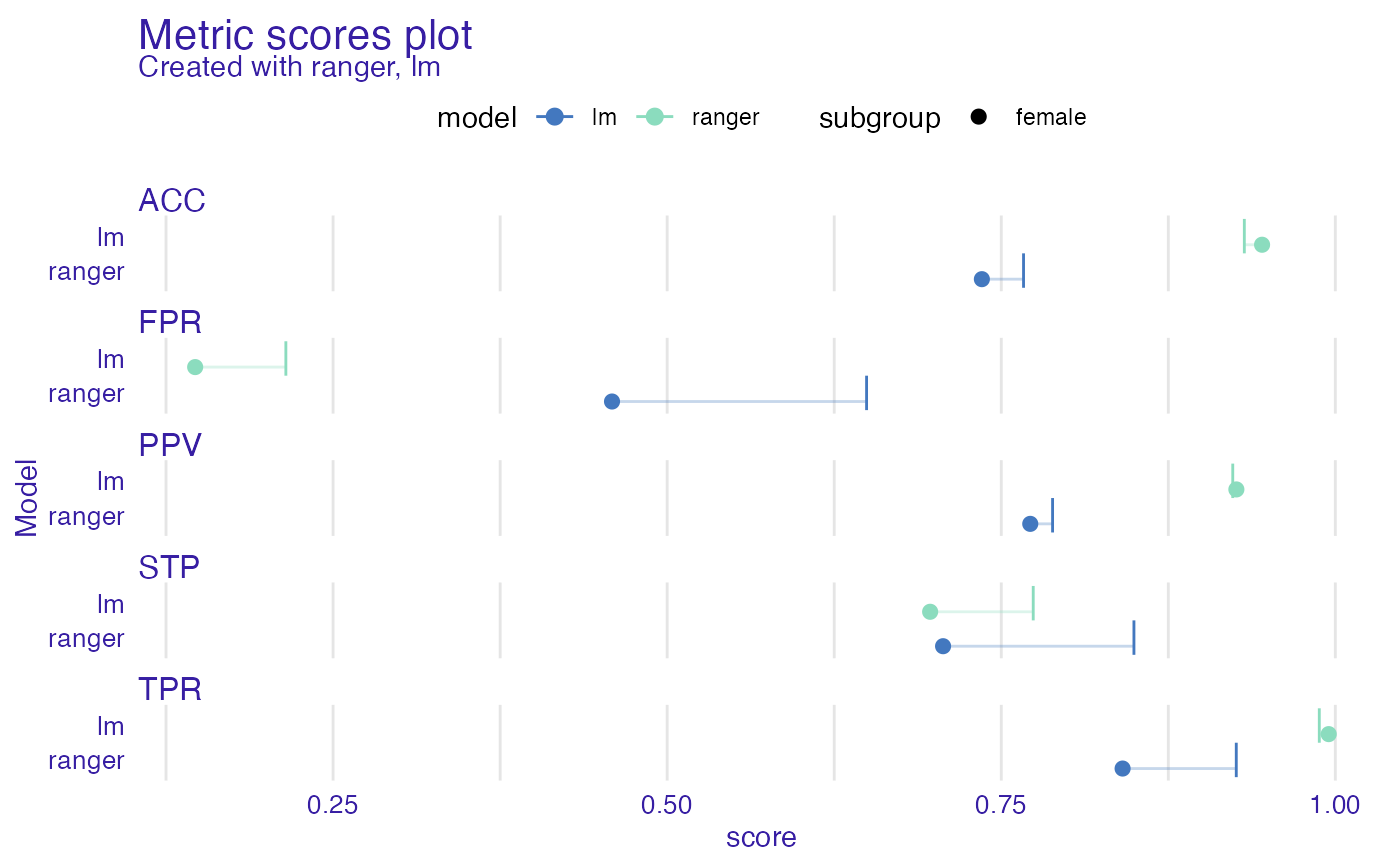 Metric scores plot
Created with ranger, lm
model lm ranger subgroup female
ACC
lm
ranger
FPR
lm
ranger
PPV
lm
ranger
STP
lm
ranger
TPR
lm
ranger
Model
0.25 0.50 0.75 1.00
score